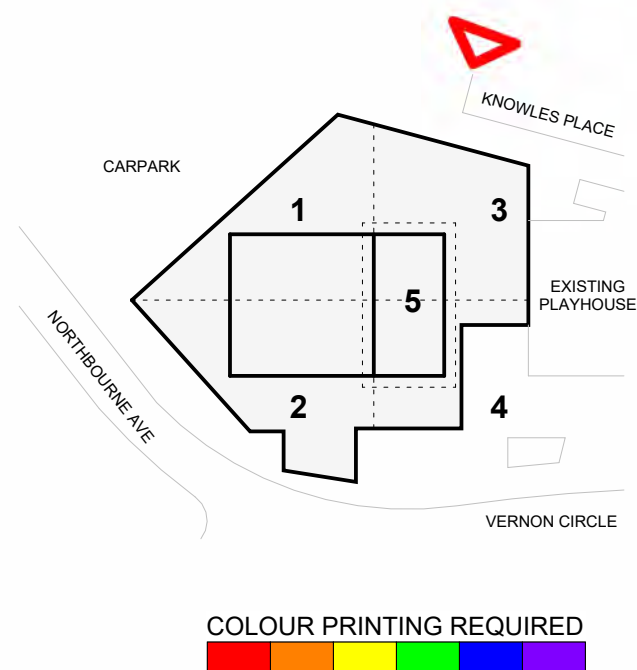 KNOWLES PLACE
CARPARK
1
3
EXISTING
PLAYHOUSE
5
NORTHBOURNE AVE
2
4
VERNON CIRCLE
COLOUR PRINTING REQUIRED